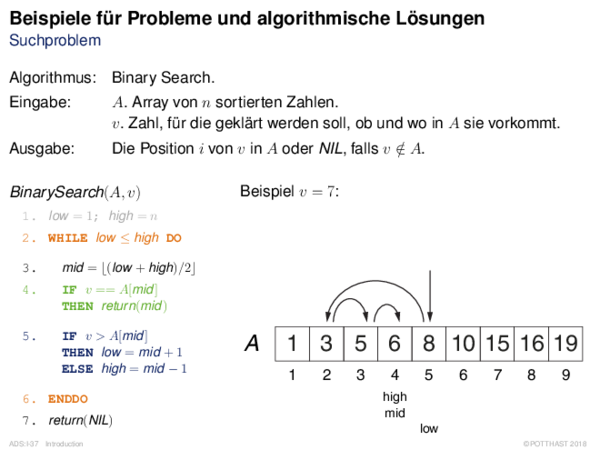 Beispiele für Probleme und algorithmische Lösungen
Suchproblem
Algorithmus: Binary Search.
Eingabe: A. Array von n sortierten Zahlen.
v. Zahl, für die geklärt werden soll, ob und wo in A sie vorkommt.
Ausgabe: Die Position i von v in A oder NIL, falls v ∉ A.
BinarySearch(A, v)
1. low = 1; high = n
2. WHILE low ≤ high DO
3. mid = ⌊(low + high)/2⌋
4. IF v == A[mid]
THEN return(mid)
5. IF v > A[mid]
THEN low = mid + 1
ELSE high = mid − 1
6. ENDDO
7. return(NIL)
Beispiel v = 7:
A 1 3 5 6 8 10 15 16 19
1 2 3 4 5 6 7 8 9
high
mid
low
ADS:I-37 Introduction © POTTHAST 2018